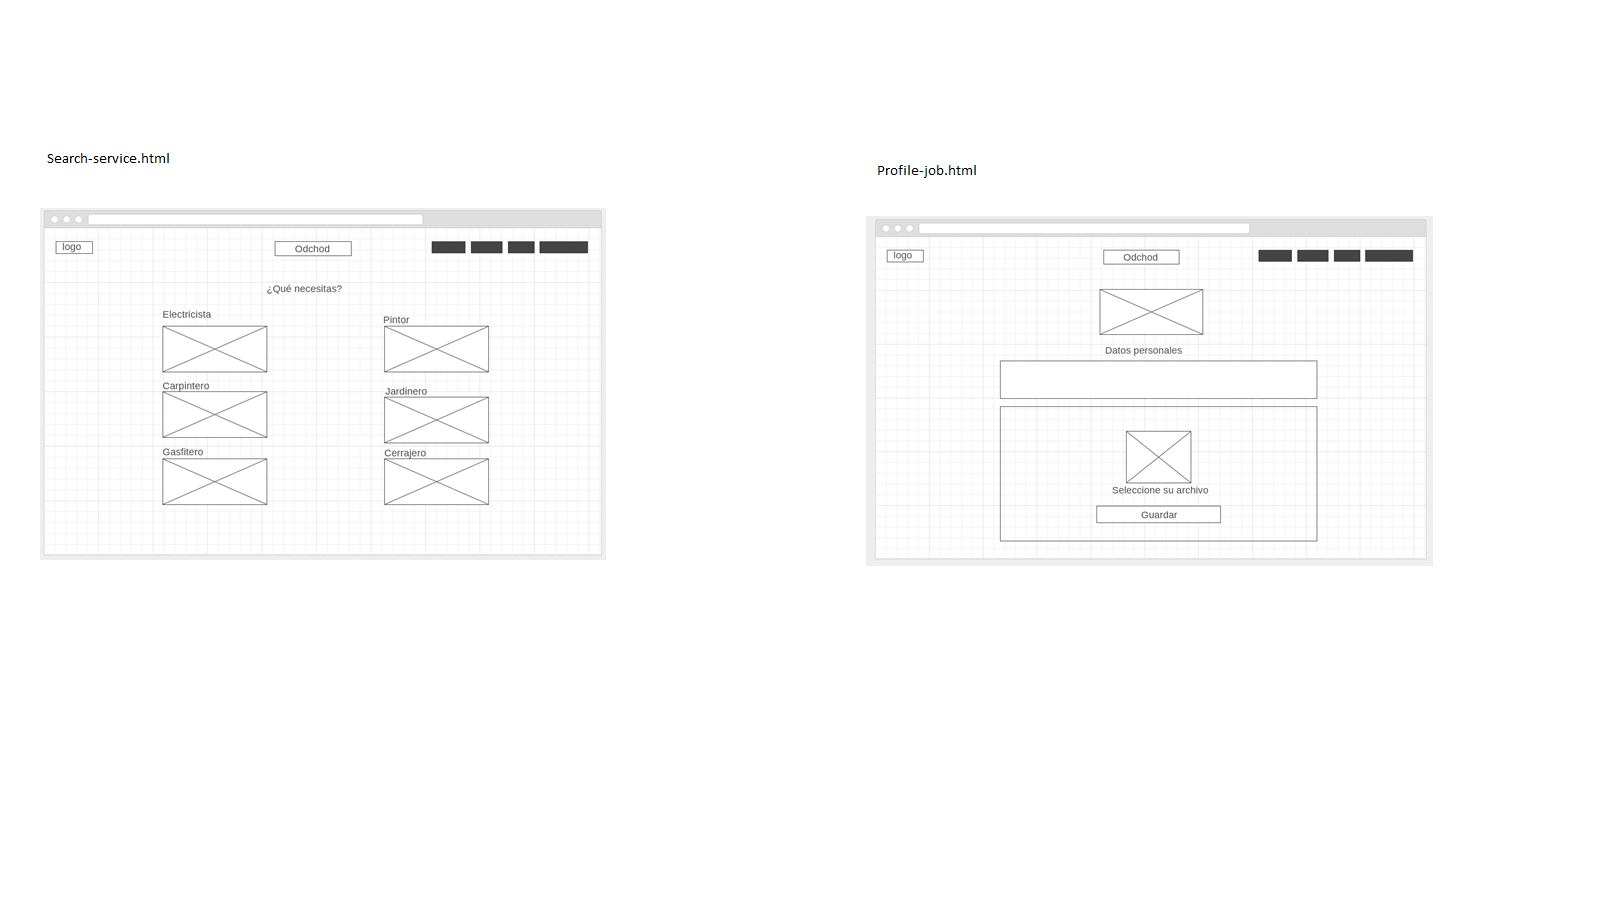 Search-service.html
logo
Odchod
¿Qué necesitas?
Electricista
Pintor
Carpintero
Jardinero
Gasfitero
Cerrajero
Profile-job.html
logo
Odchod
Datos personales
Seleccione su archivo
Guardar